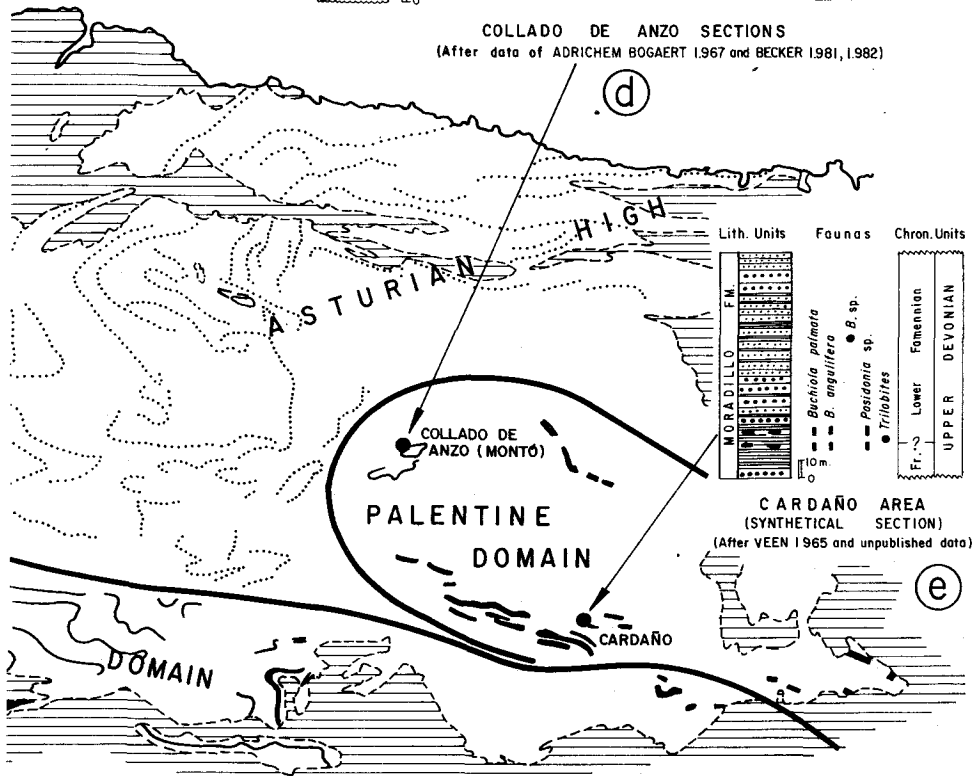 COLLADO DE ANZO SECTIONS
(After data of ADRICHEM BOGAERT 1.967 and BECKER 1.981, 1.982)
d
ASTURIAN HIGH
Lith. Units Faunas Chron. Units
MORADILLO FM.
Buchiola palmata
B. angulifera
B. sp.
Posidonia sp.
Trilobites
Fr. ? Lower Famennian
UPPER DEVONIAN
10 m.
0
COLLADO DE
ANZO (MONTÓ)
PALENTINE
DOMAIN
CARDAÑO AREA
(SYNTHETICAL SECTION)
(After VEEN 1965 and unpublished data)
e
CARDAÑO
DOMAIN